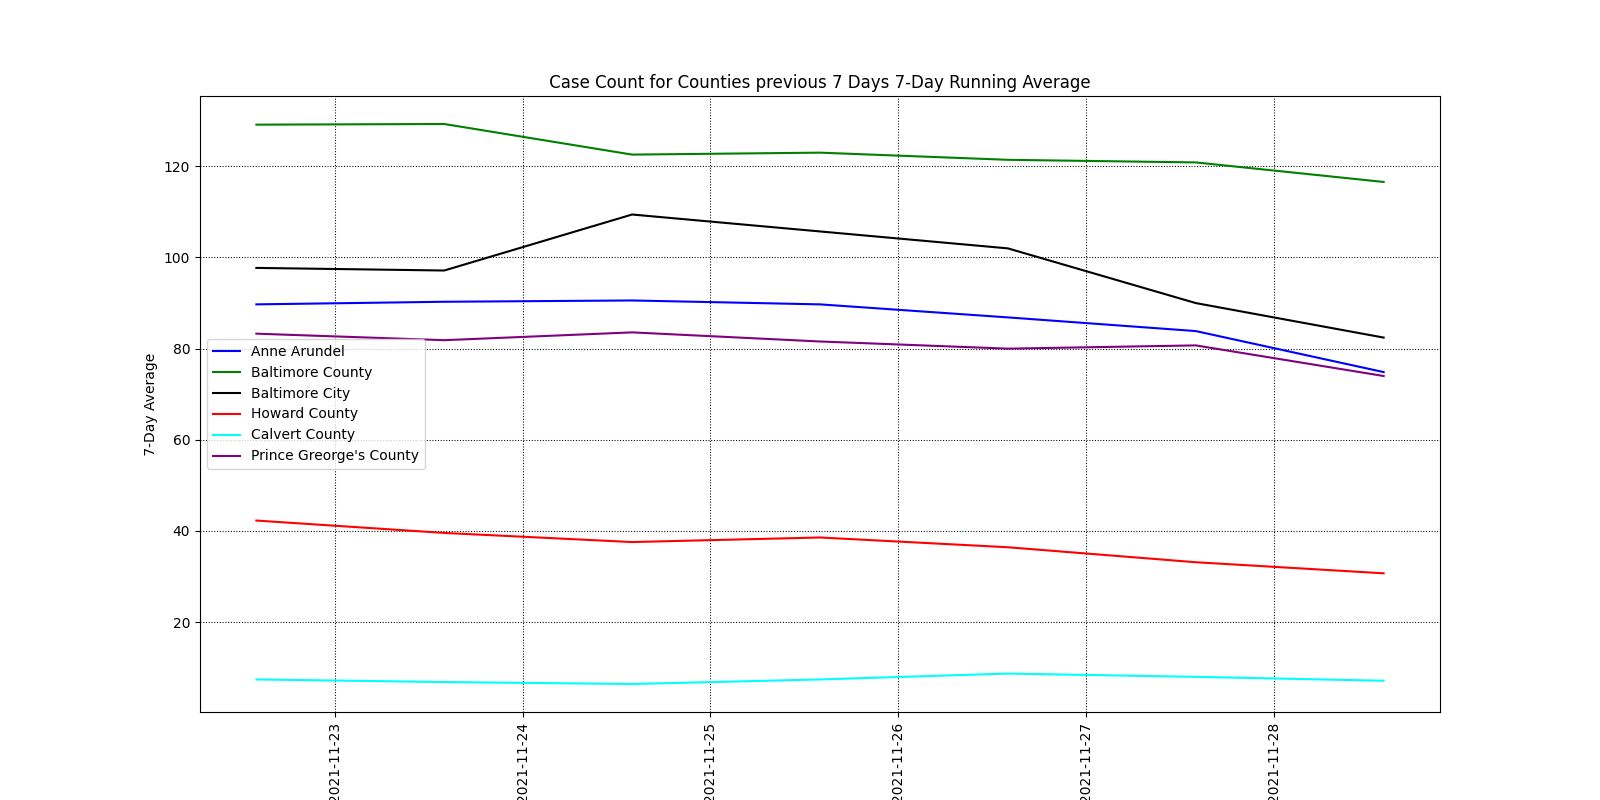 Case Count for Counties previous 7 Days 7-Day Running Average
7-Day Average
120
100
80
60
40
20
Anne Arundel
Baltimore County
Baltimore City
Howard County
Calvert County
Prince Greorge's County
2021-11-23
2021-11-24
2021-11-25
2021-11-26
2021-11-27
2021-11-28